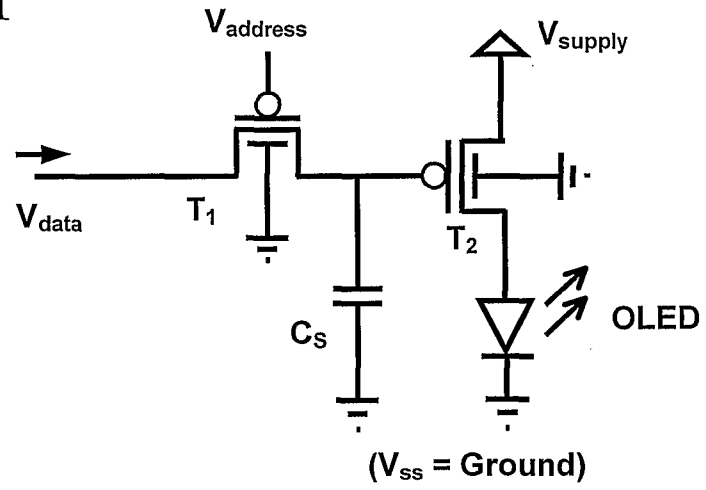 V_address
V_supply
V_data
T_1
T_2
C_S
OLED
(V_ss = Ground)